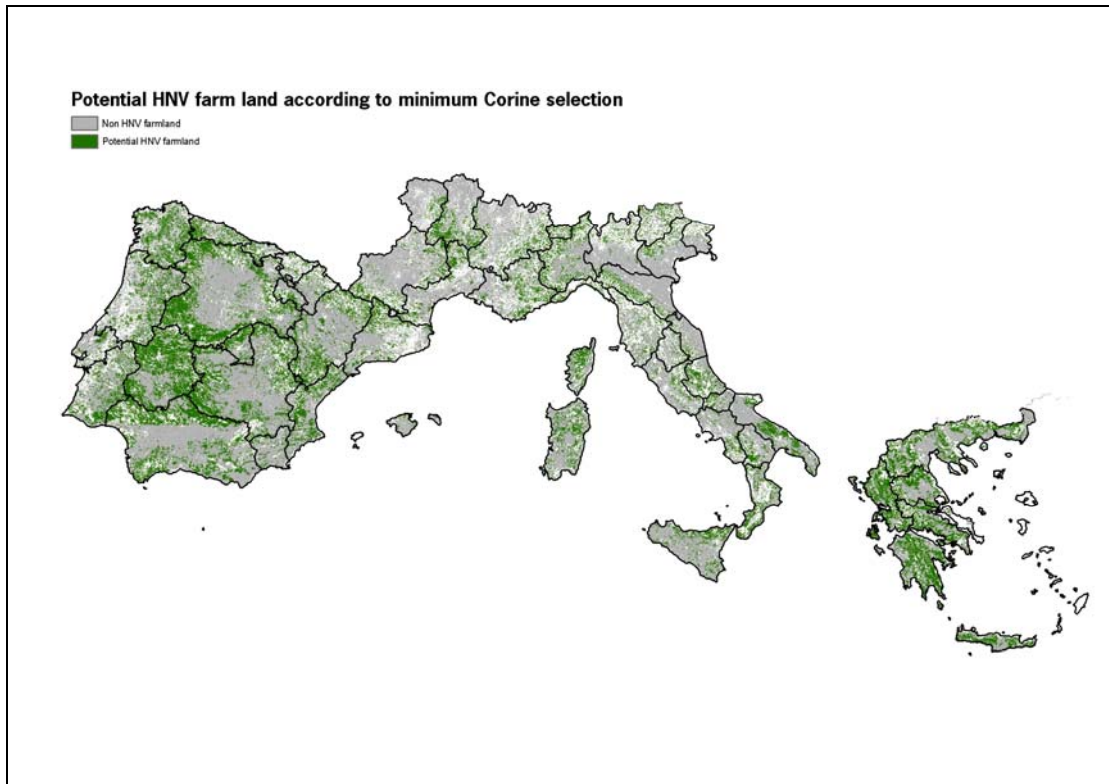 Potential HNV farm land according to minimum Corine selection
Non HNV farmland
Potential HNV farmland